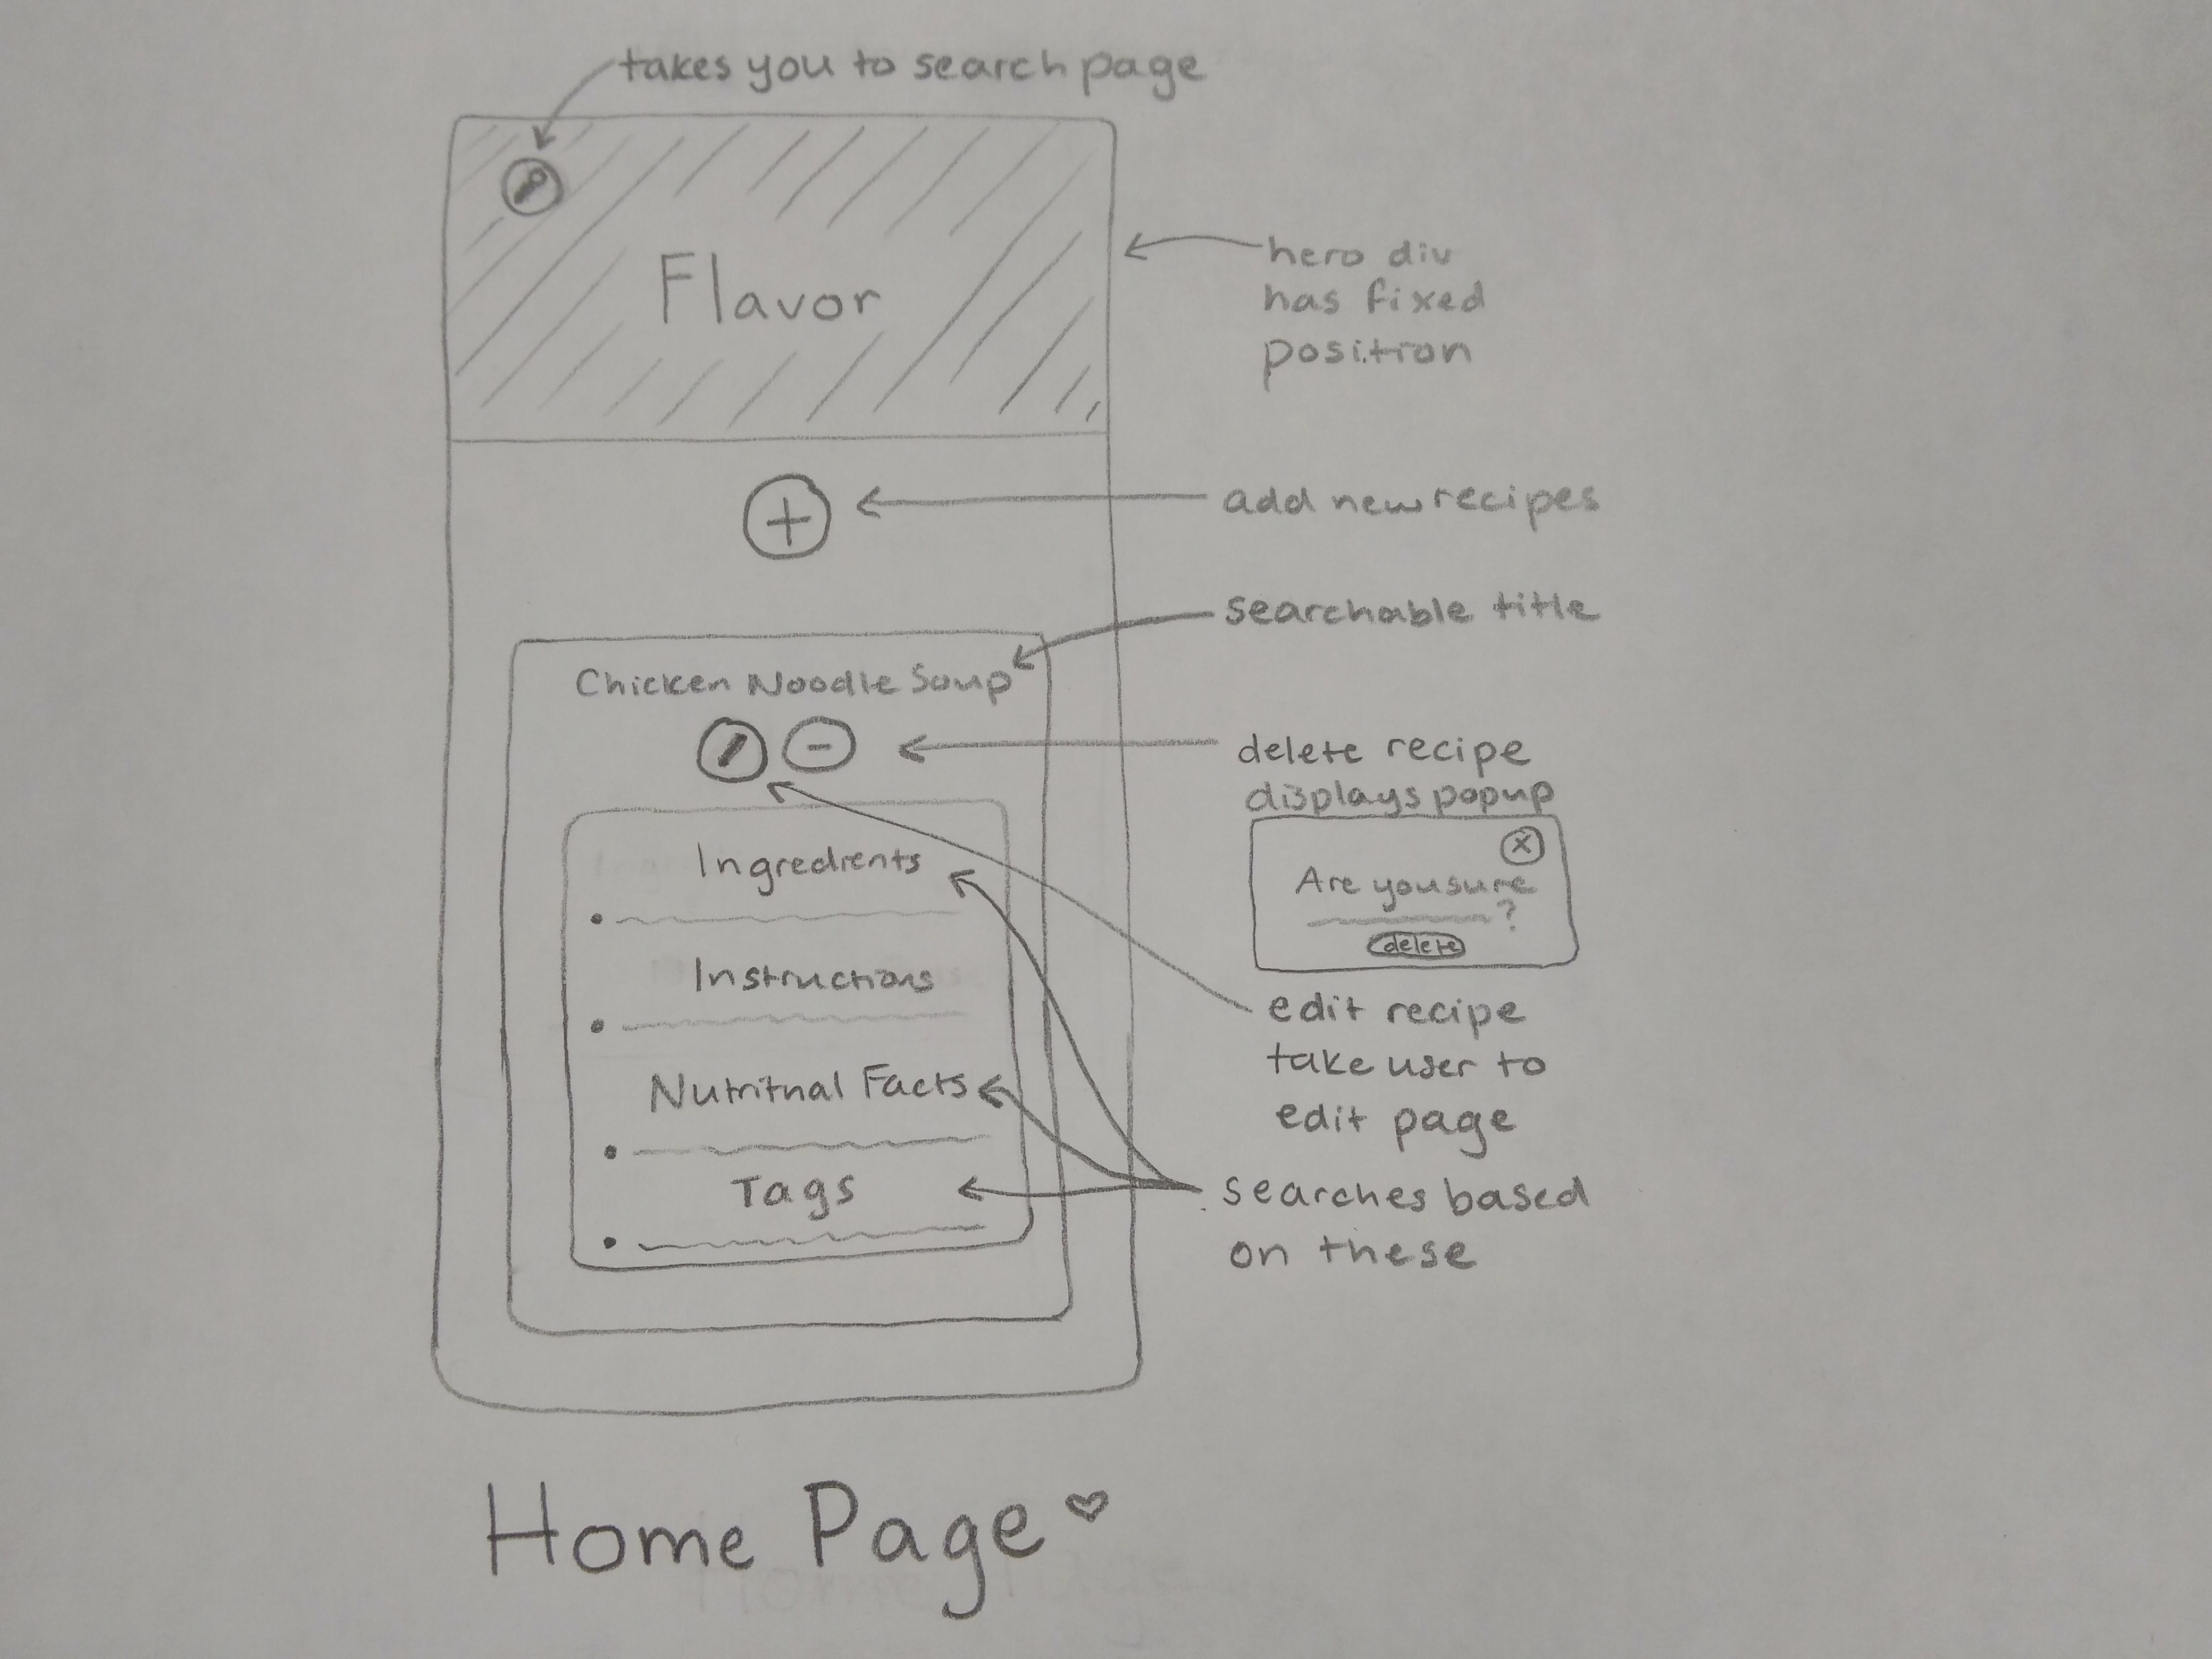 takes you to search page
Flavor
hero div
has fixed
position
add new recipes
searchable title
Chicken Noodle Soup
delete recipe
displays popup
X
Are you sure
?
delete
Ingredients
Instructions
Nutritnal Facts
Tags
edit recipe
take user to
edit page
searches based
on these
Home Page